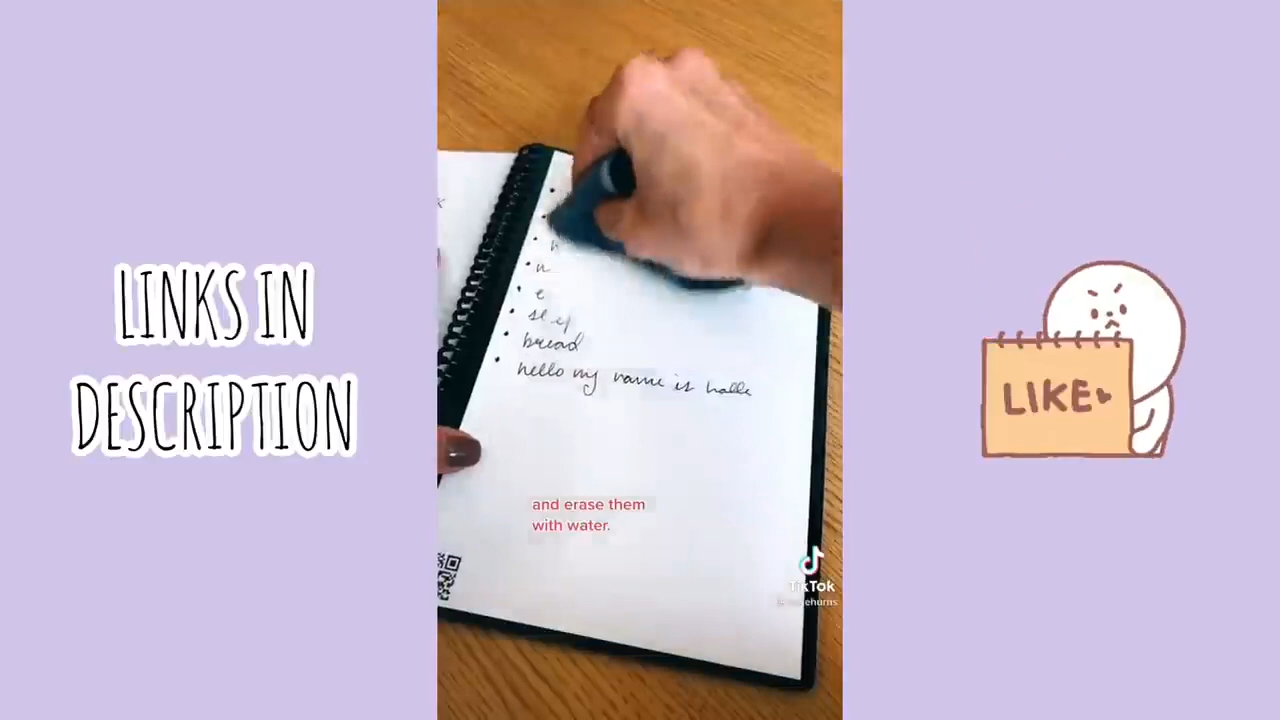 LINKS IN
DESCRIPTION
bread
hello my name is halle
and erase them
with water.
TikTok
LIKE